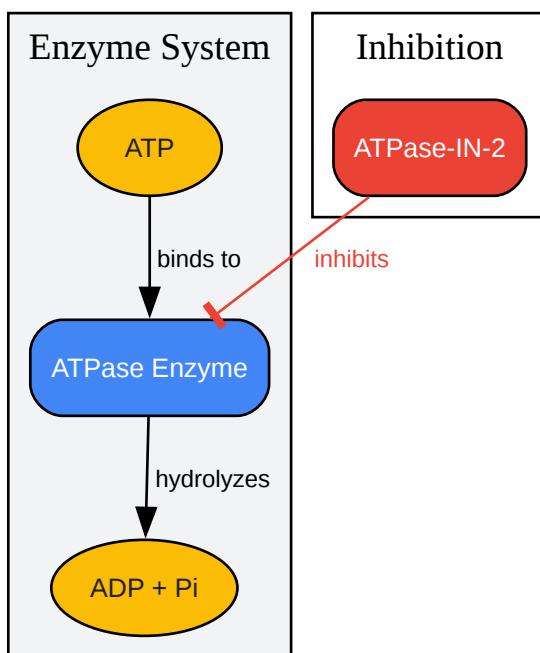 Enzyme System
Inhibition
ATP
ATPase-IN-2
binds to
inhibits
ATPase Enzyme
hydrolyzes
ADP + Pi